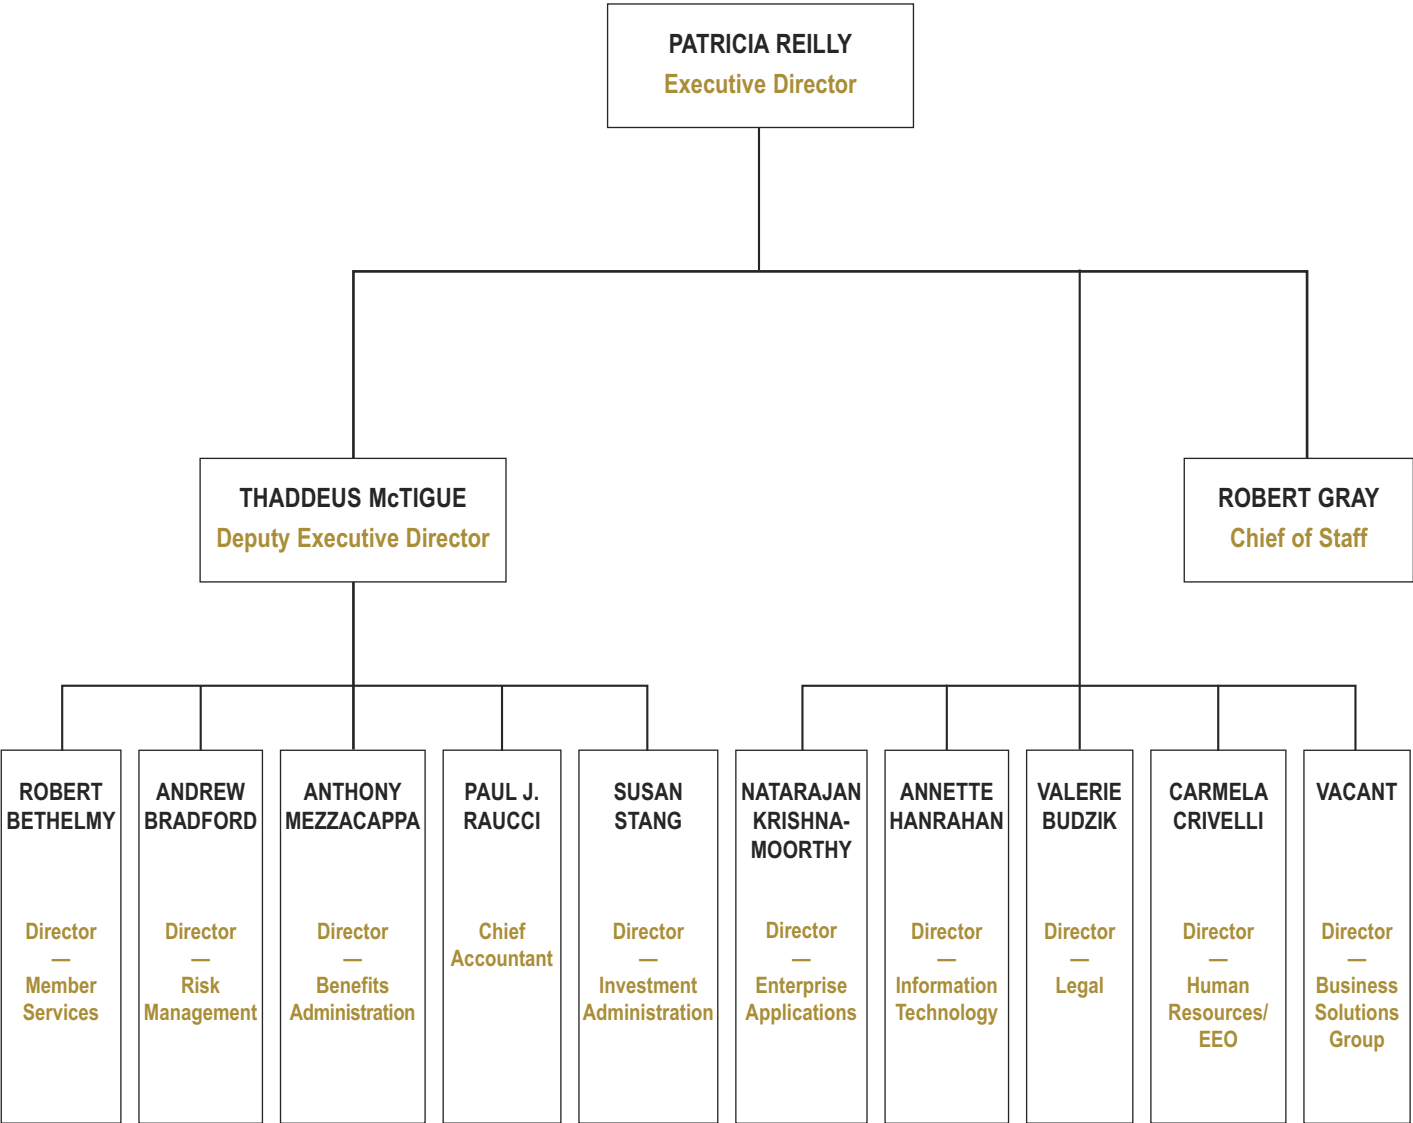 PATRICIA REILLY
Executive Director
THADDEUS McTIGUE
Deputy Executive Director
ROBERT GRAY
Chief of Staff
ROBERT
BETHELMY
Director
—
Member
Services
ANDREW
BRADFORD
Director
—
Risk
Management
ANTHONY
MEZZACAPPA
Director
—
Benefits
Administration
PAUL J.
RAUCCI
Chief
Accountant
SUSAN
STANG
Director
—
Investment
Administration
NATARAJAN
KRISHNA-
MOORTHY
Director
—
Enterprise
Applications
ANNETTE
HANRAHAN
Director
—
Information
Technology
VALERIE
BUDZIK
Director
—
Legal
CARMELA
CRIVELLI
Director
—
Human
Resources/
EEO
VACANT
Director
—
Business
Solutions
Group